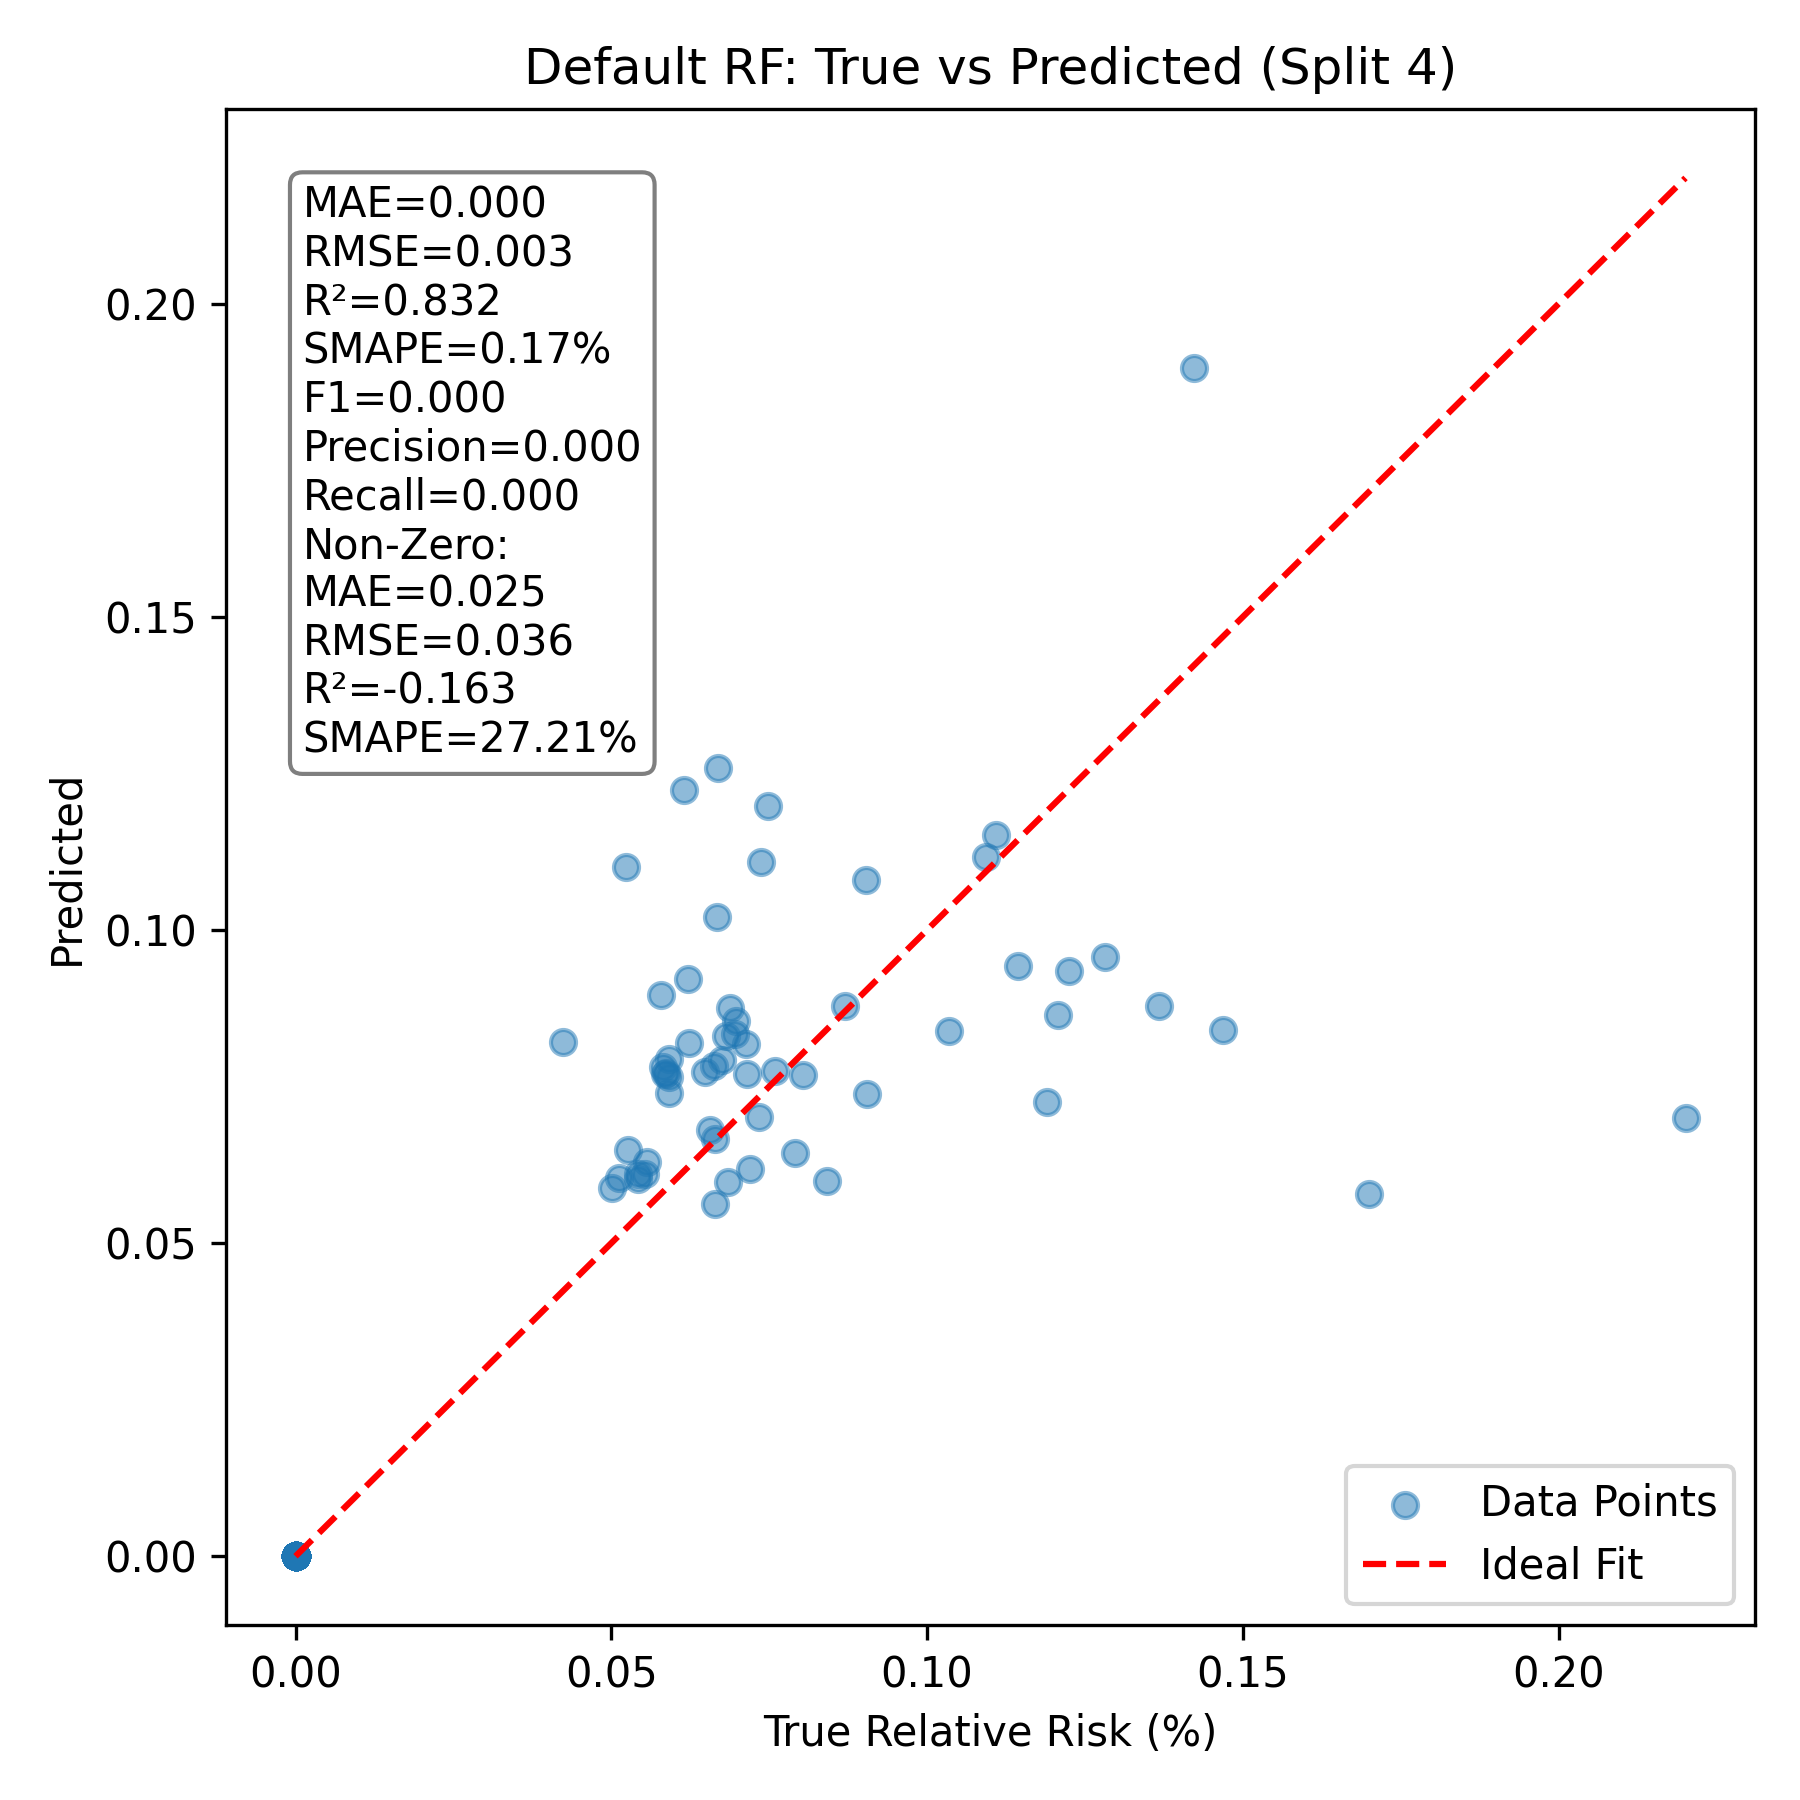 Default RF: True vs Predicted (Split 4)
MAE=0.000
RMSE=0.003
R²=0.832
SMAPE=0.17%
F1=0.000
Precision=0.000
Recall=0.000
Non-Zero:
MAE=0.025
RMSE=0.036
R²=-0.163
SMAPE=27.21%
Predicted
0.20
0.15
0.10
0.05
0.00
Data Points
Ideal Fit
0.00 0.05 0.10 0.15 0.20
True Relative Risk (%)